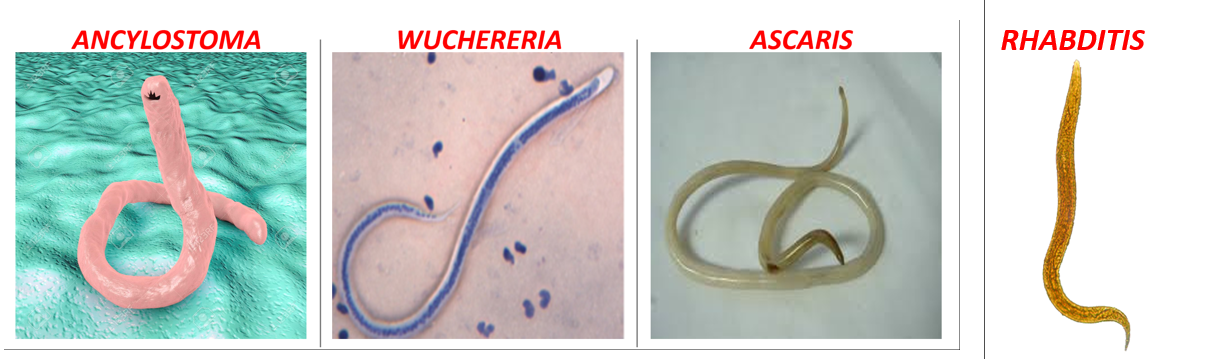 ANCYLOSTOMA
WUCHERERIA
ASCARIS
RHABDITIS